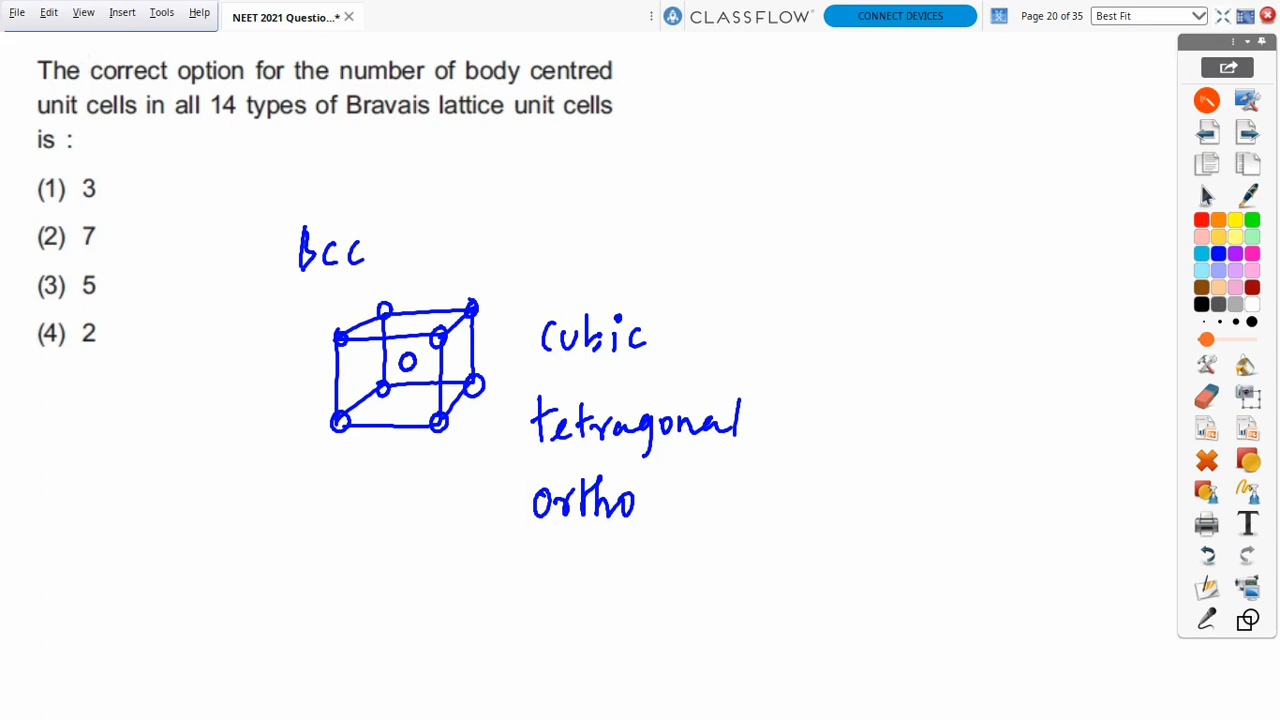 File Edit View Insert Tools Help
NEET 2021 Questio...*
CLASSFLOW
CONNECT DEVICES
Page 20 of 35
Best Fit
The correct option for the number of body centred
unit cells in all 14 types of Bravais lattice unit cells
is :
(1) 3
(2) 7
(3) 5
(4) 2
BCC
cubic
tetragonal
ortho
T